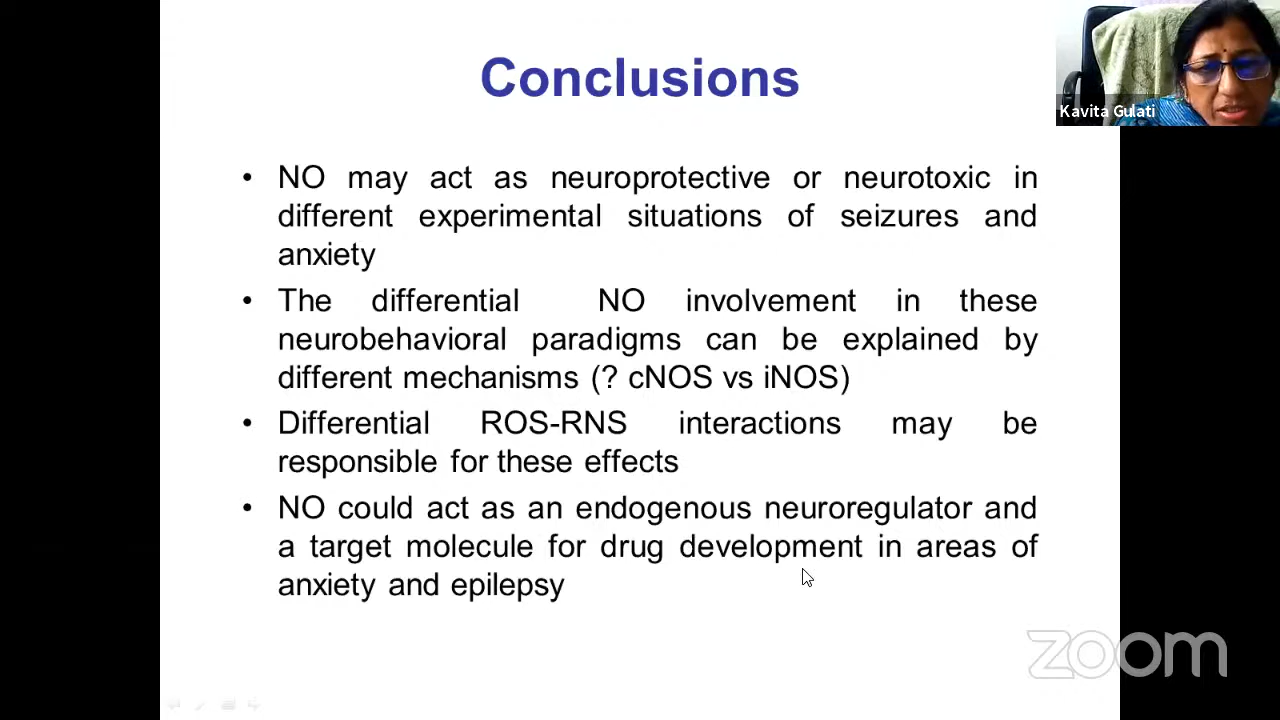 Conclusions
Kavita Gulati
• NO may act as neuroprotective or neurotoxic in
different experimental situations of seizures and
anxiety
• The differential NO involvement in these
neurobehavioral paradigms can be explained by
different mechanisms (? cNOS vs iNOS)
• Differential ROS-RNS interactions may be
responsible for these effects
• NO could act as an endogenous neuroregulator and
a target molecule for drug development in areas of
anxiety and epilepsy
zoom